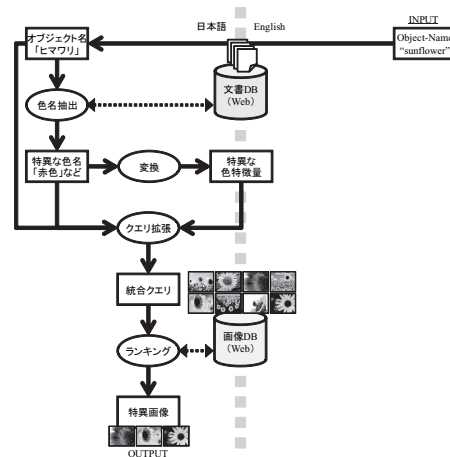 日本語
English
INPUT
オブジェクト名
「ヒマワリ」
Object-Name
“sunflower”
文書DB
(Web)
色名抽出
特異な色名
「赤色」など
変換
特異な
色特徴量
クエリ拡張
統合クエリ
画像DB
(Web)
ランキング
特異画像
OUTPUT